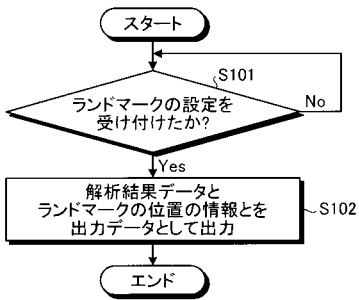 スタート
S101
ランドマークの設定を
受け付けたか?
No
Yes
解析結果データと
ランドマークの位置の情報とを
出力データとして出力
S102
エンド